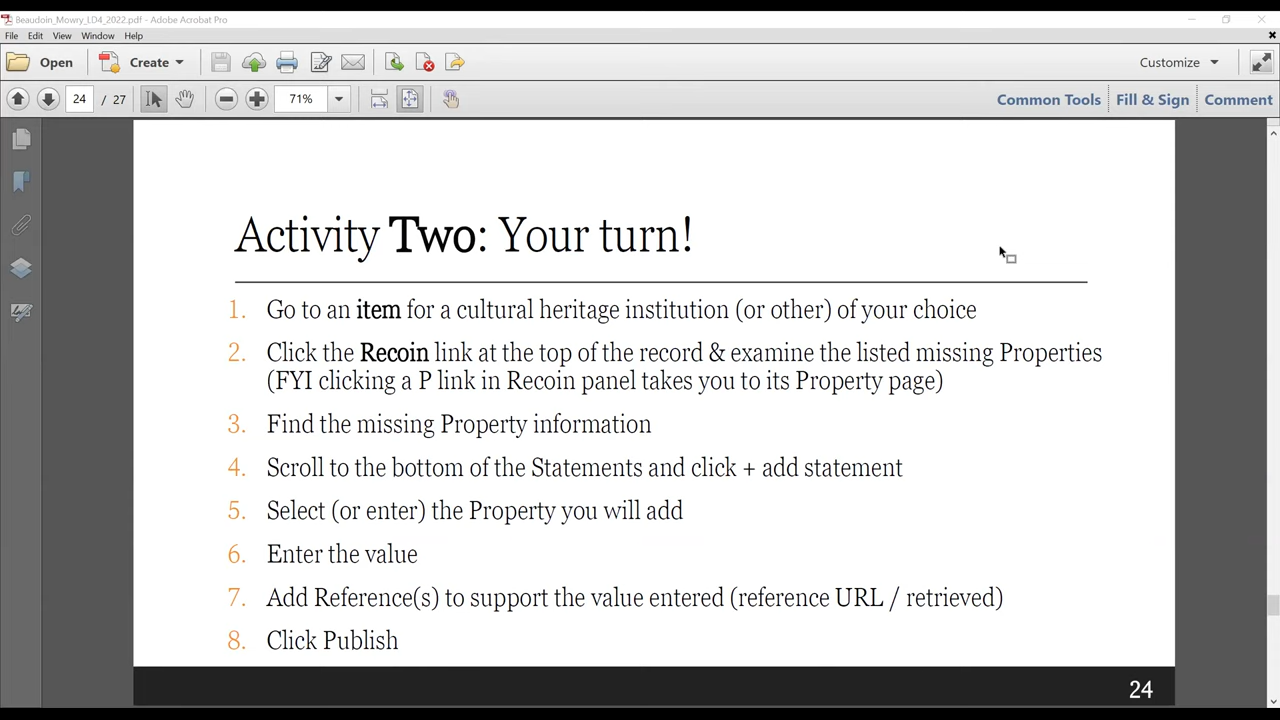 Beaudoin_Mowry_LD4_2022.pdf - Adobe Acrobat Pro
File Edit View Window Help
Open Create Customize
24 / 27 71% Common Tools Fill & Sign Comment
Activity Two: Your turn!
1. Go to an item for a cultural heritage institution (or other) of your choice
2. Click the Recoin link at the top of the record & examine the listed missing Properties
(FYI clicking a P link in Recoin panel takes you to its Property page)
3. Find the missing Property information
4. Scroll to the bottom of the Statements and click + add statement
5. Select (or enter) the Property you will add
6. Enter the value
7. Add Reference(s) to support the value entered (reference URL / retrieved)
8. Click Publish
24